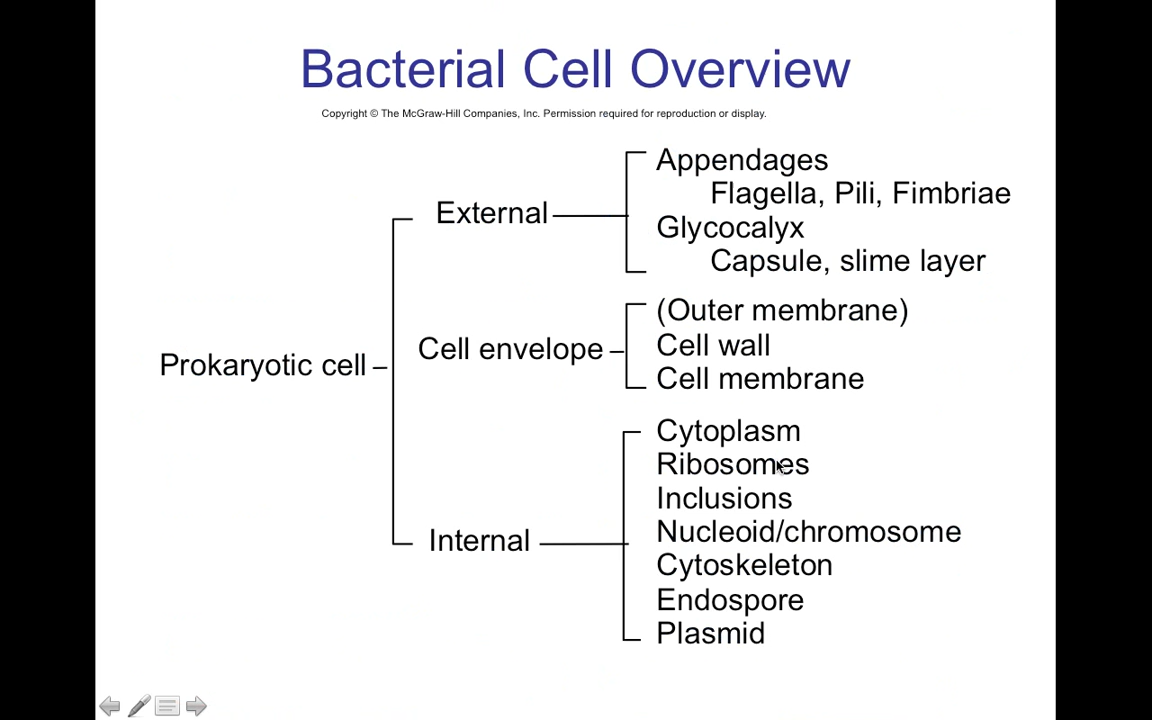 Bacterial Cell Overview
Copyright © The McGraw-Hill Companies, Inc. Permission required for reproduction or display.
Prokaryotic cell
External
Appendages
Flagella, Pili, Fimbriae
Glycocalyx
Capsule, slime layer
Cell envelope
(Outer membrane)
Cell wall
Cell membrane
Internal
Cytoplasm
Ribosomes
Inclusions
Nucleoid/chromosome
Cytoskeleton
Endospore
Plasmid